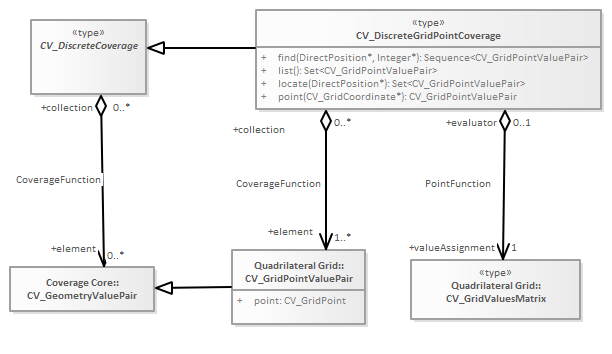 «type»
CV_DiscreteCoverage
«type»
CV_DiscreteGridPointCoverage
+ find(DirectPosition*, Integer*): Sequence<CV_GridPointValuePair>
+ list(): Set<CV_GridPointValuePair>
+ locate(DirectPosition*): Set<CV_GridPointValuePair>
+ point(CV_GridCoordinate*): CV_GridPointValuePair
+collection 0..*
+collection 0..*
+evaluator 0..1
CoverageFunction
CoverageFunction
PointFunction
+element 0..*
+element 1..*
+valueAssignment 1
Coverage Core::
CV_GeometryValuePair
Quadrilateral Grid::
CV_GridPointValuePair
+ point: CV_GridPoint
«type»
Quadrilateral Grid::
CV_GridValuesMatrix